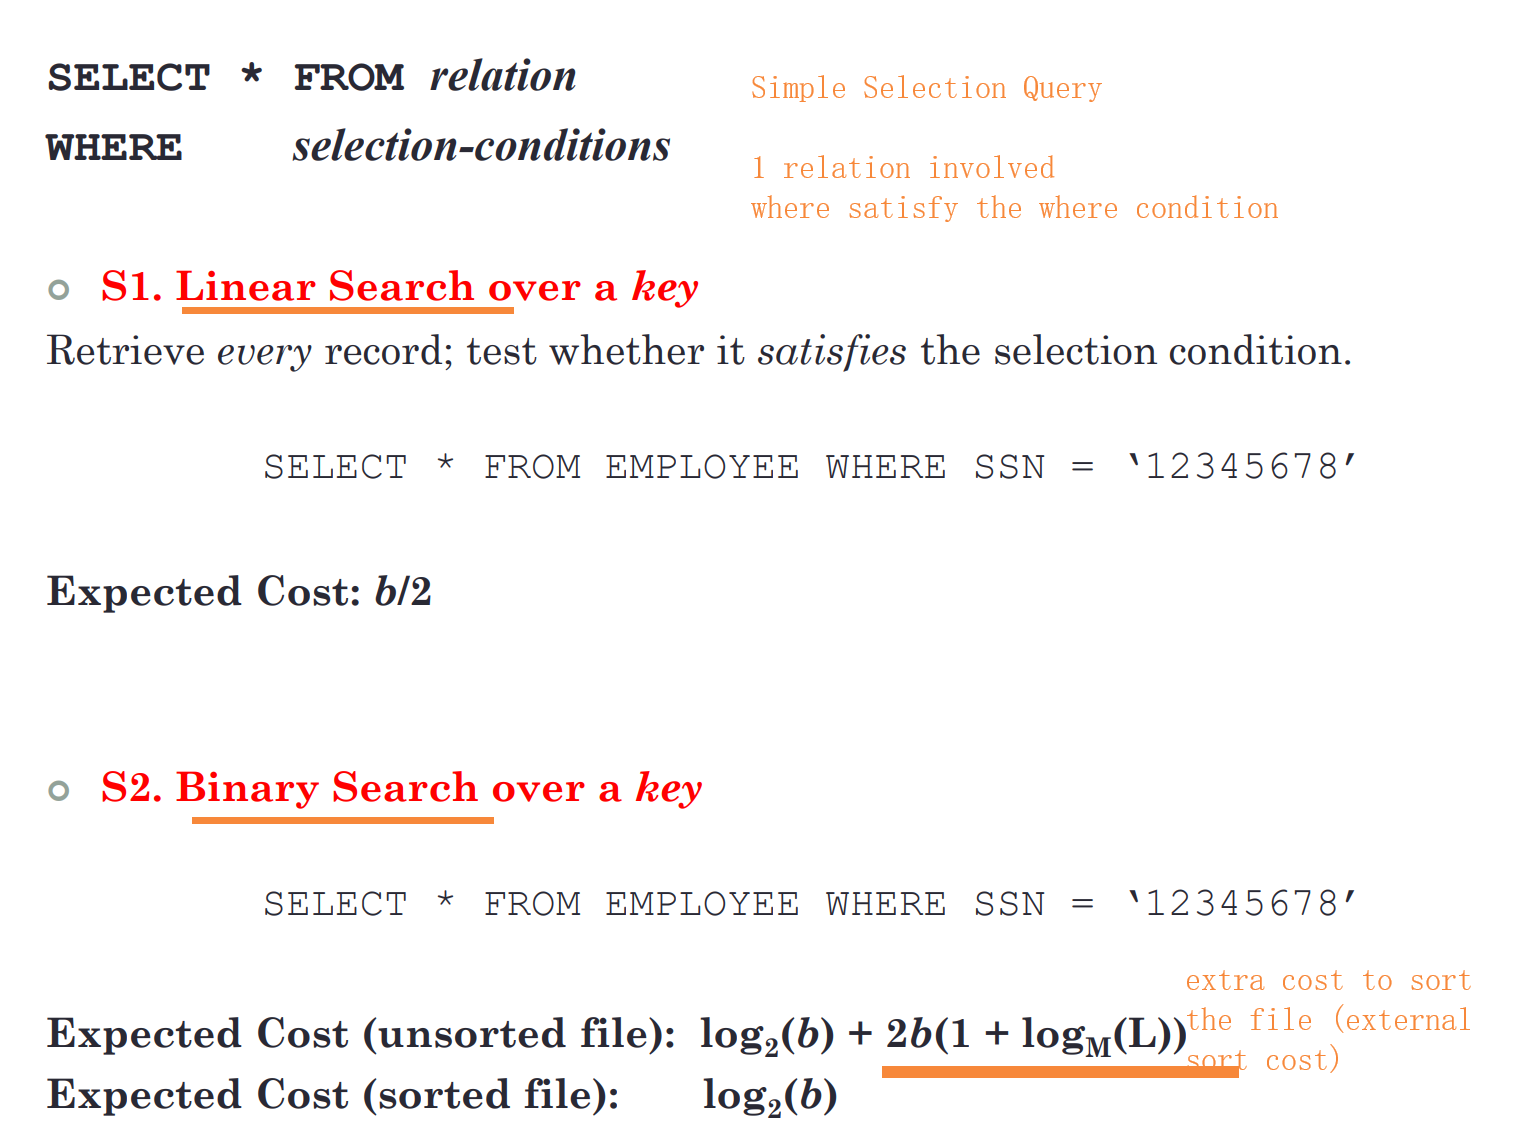 SELECT * FROM relation
Simple Selection Query
WHERE selection-conditions
1 relation involved
where satisfy the where condition
S1. Linear Search over a key
Retrieve every record; test whether it satisfies the selection condition.
SELECT * FROM EMPLOYEE WHERE SSN = ‘12345678’
Expected Cost: b/2
S2. Binary Search over a key
SELECT * FROM EMPLOYEE WHERE SSN = ‘12345678’
Expected Cost (unsorted file): log₂(b) + 2b(1 + log_M(L))
extra cost to sort
the file (external
sort cost)
Expected Cost (sorted file): log₂(b)